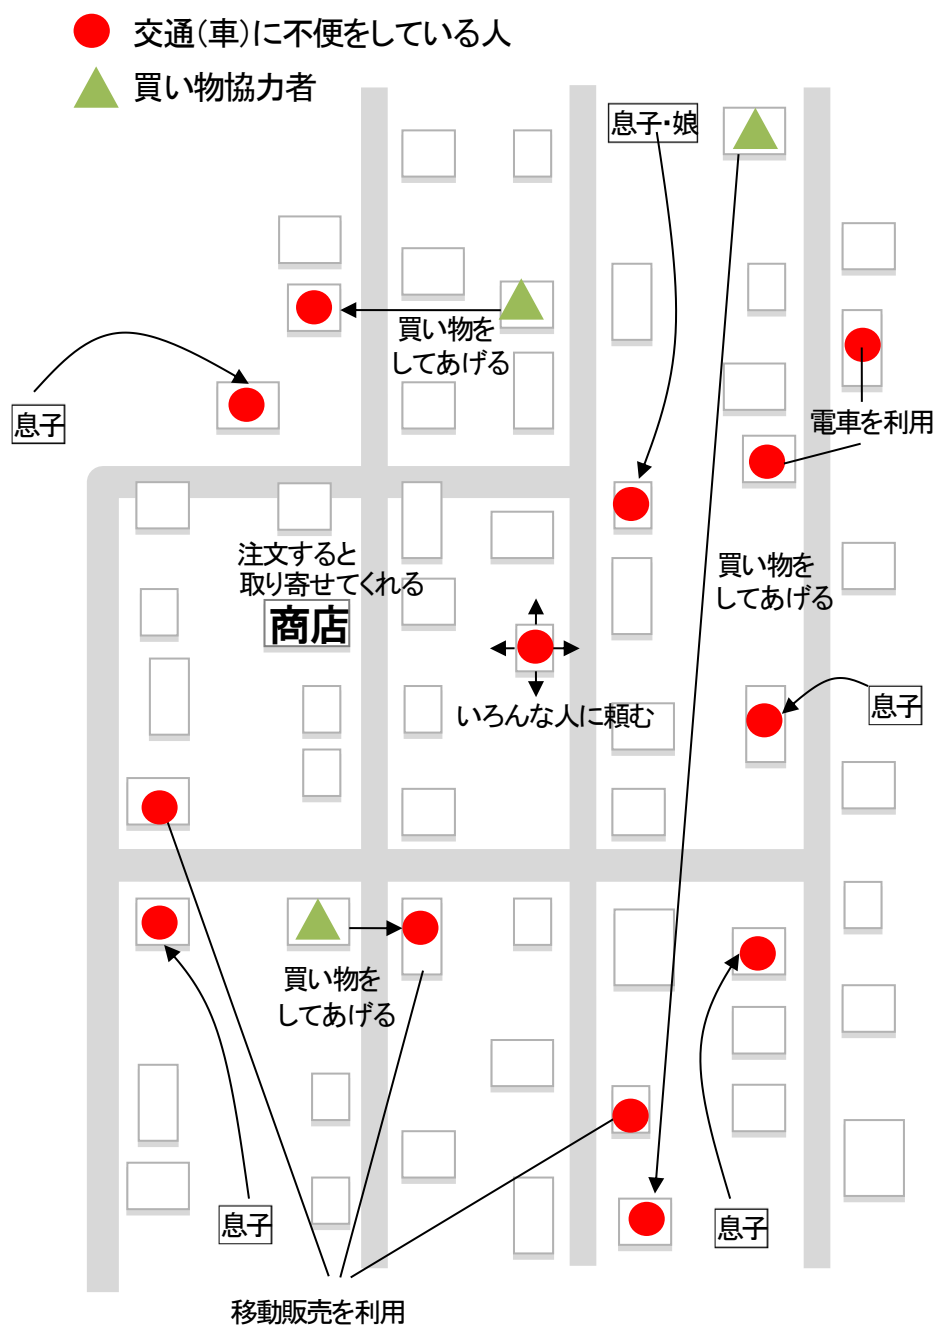 交通(車)に不便をしている人
買い物協力者
息子・娘
買い物を
してあげる
息子
電車を利用
注文すると
取り寄せてくれる
商店
買い物を
してあげる
いろんな人に頼む
息子
買い物を
してあげる
息子
息子
移動販売を利用